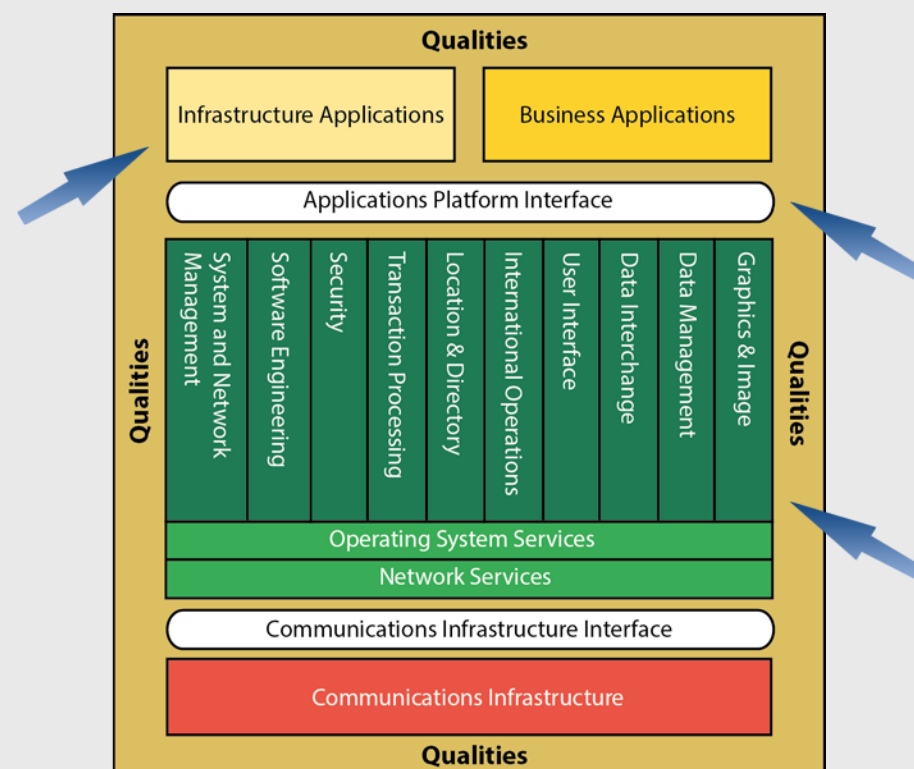 Qualities
Infrastructure Applications
Business Applications
Applications Platform Interface
Qualities
System and Network
Management
Software Engineering
Security
Transaction Processing
Location & Directory
International Operations
User Interface
Data Interchange
Data Management
Graphics & Image
Qualities
Operating System Services
Network Services
Communications Infrastructure Interface
Communications Infrastructure
Qualities